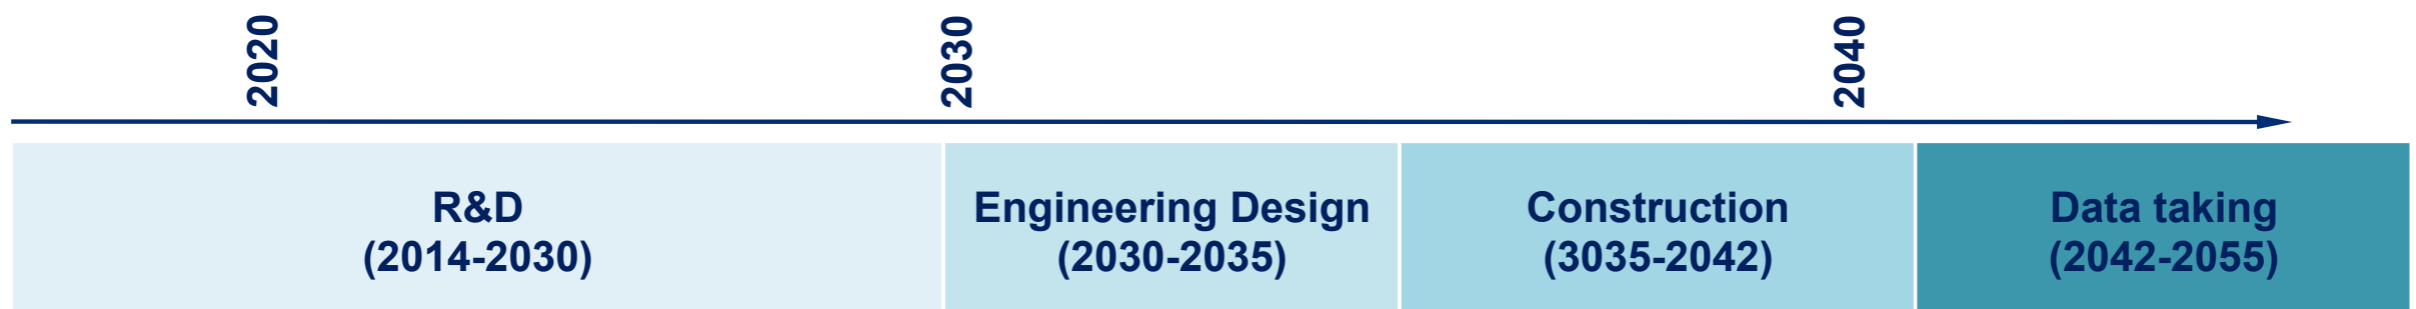 2020
2030
2040
R&D
(2014-2030)
Engineering Design
(2030-2035)
Construction
(3035-2042)
Data taking
(2042-2055)